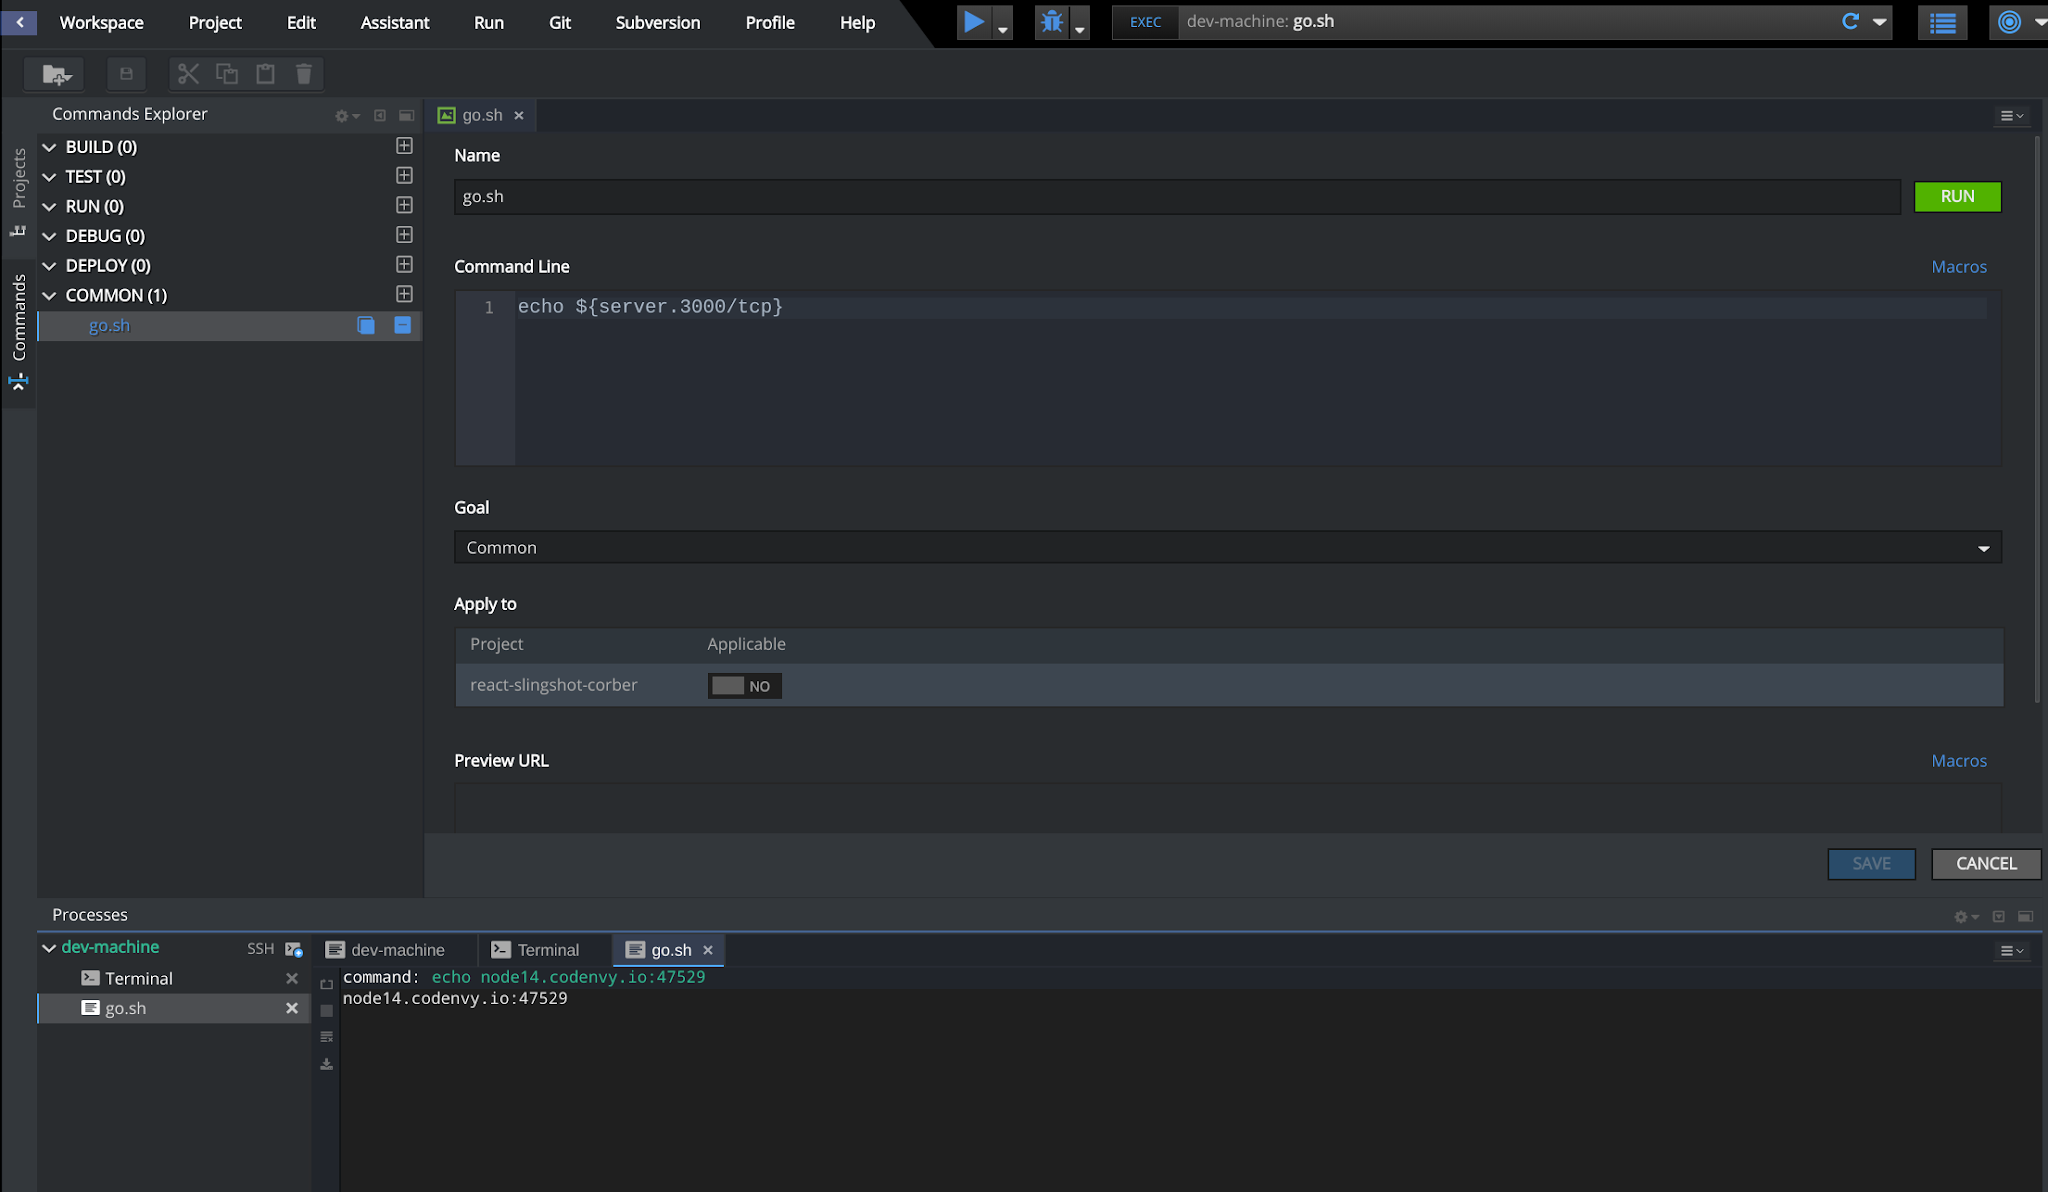 Workspace Project Edit Assistant Run Git Subversion Profile Help EXEC dev-machine: go.sh
Commands Explorer
go.sh
Projects
Commands
BUILD (0)
TEST (0)
RUN (0)
DEBUG (0)
DEPLOY (0)
COMMON (1)
go.sh
Name
go.sh
RUN
Command Line
Macros
1 echo ${server.3000/tcp}
Goal
Common
Apply to
Project Applicable
react-slingshot-corber NO
Preview URL
Macros
SAVE CANCEL
Processes
dev-machine SSH
Terminal
go.sh
dev-machine Terminal go.sh
command: echo node14.codenvy.io:47529
node14.codenvy.io:47529